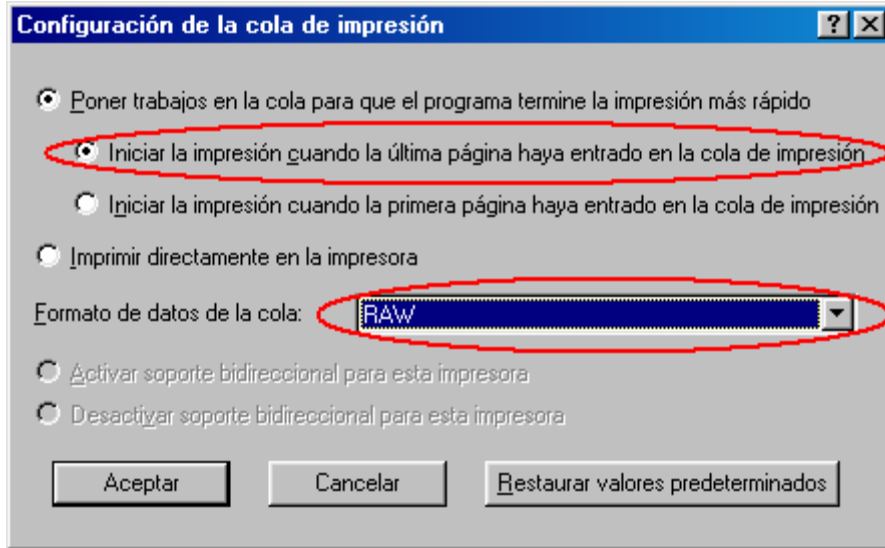 Configuración de la cola de impresión
Poner trabajos en la cola para que el programa termine la impresión más rápido
Iniciar la impresión cuando la última página haya entrado en la cola de impresión
Iniciar la impresión cuando la primera página haya entrado en la cola de impresión
Imprimir directamente en la impresora
Formato de datos de la cola: RAW
Activar soporte bidireccional para esta impresora
Desactivar soporte bidireccional para esta impresora
Aceptar Cancelar Restaurar valores predeterminados